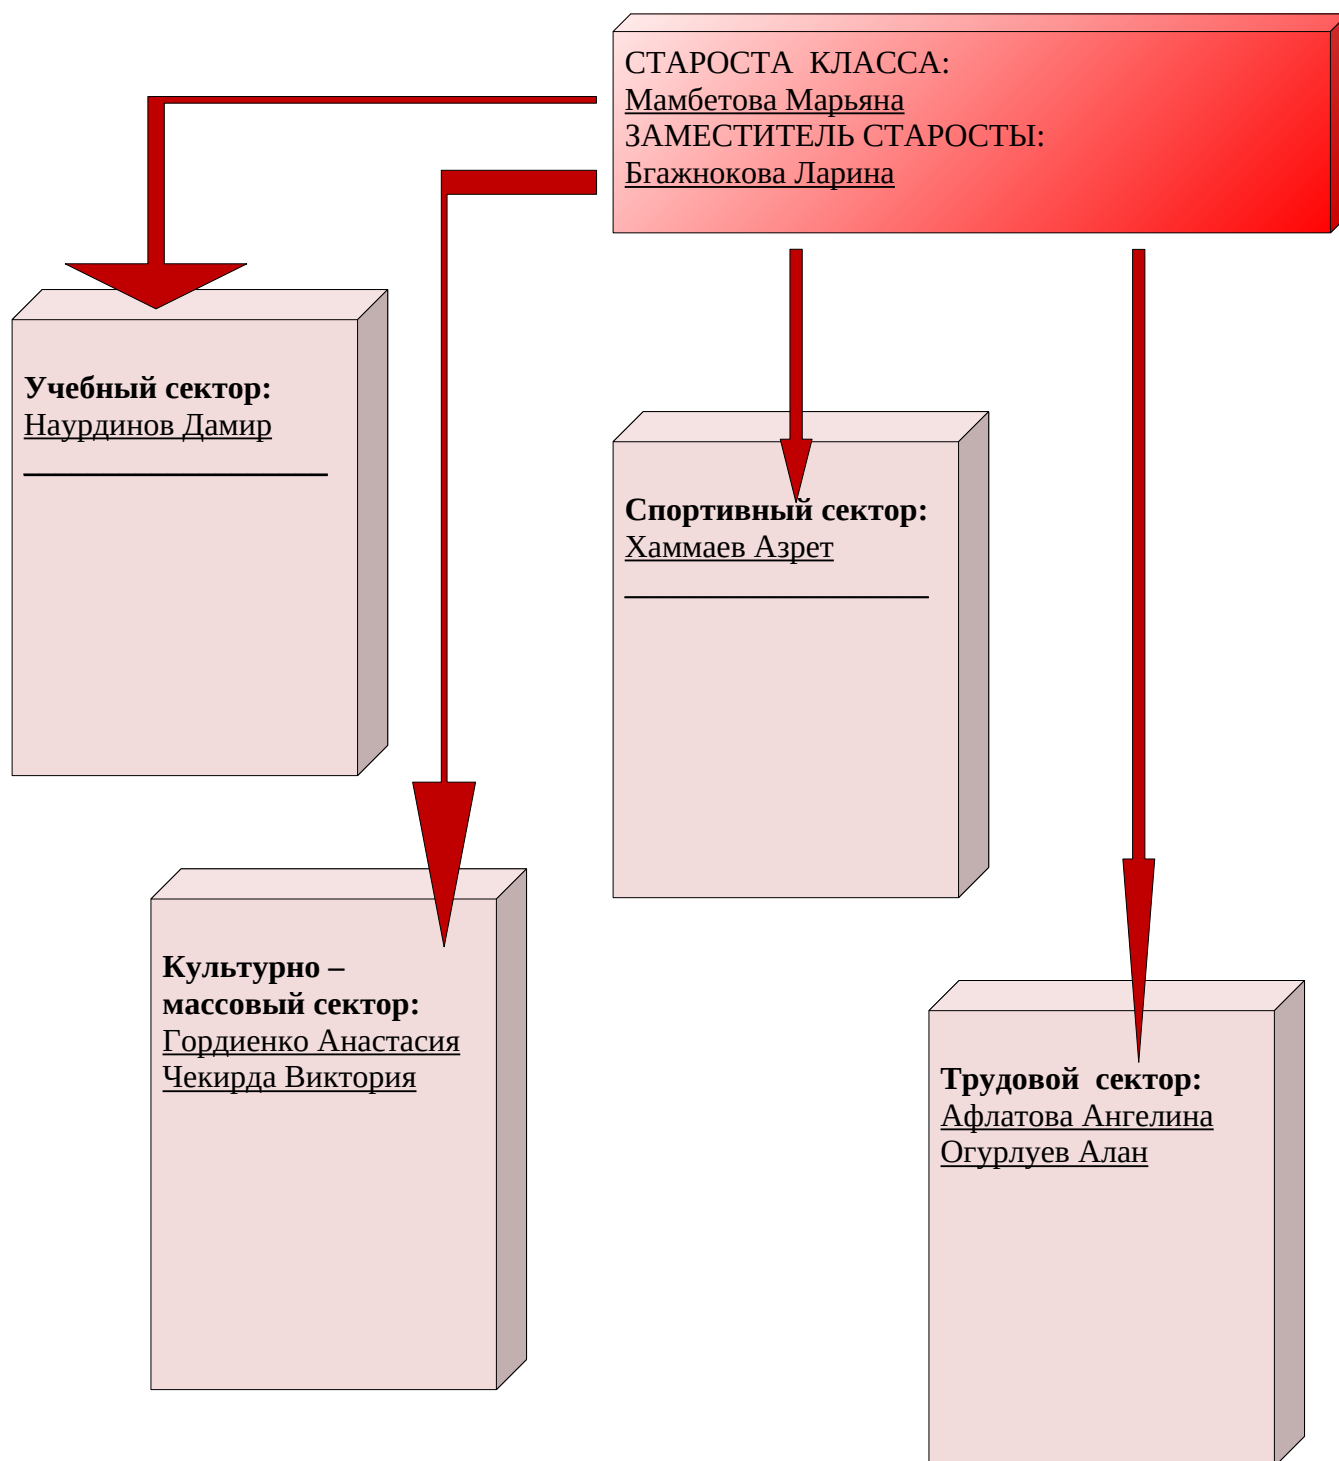 СТАРОСТА КЛАССА:
Мамбетова Марьяна
ЗАМЕСТИТЕЛЬ СТАРОСТЫ:
Бгажнокова Ларина
Учебный сектор:
Наурдинов Дамир
Спортивный сектор:
Хаммаев Азрет
Культурно –
массовый сектор:
Гордиенко Анастасия
Чекирда Виктория
Трудовой сектор:
Афлатова Ангелина
Огурлуев Алан